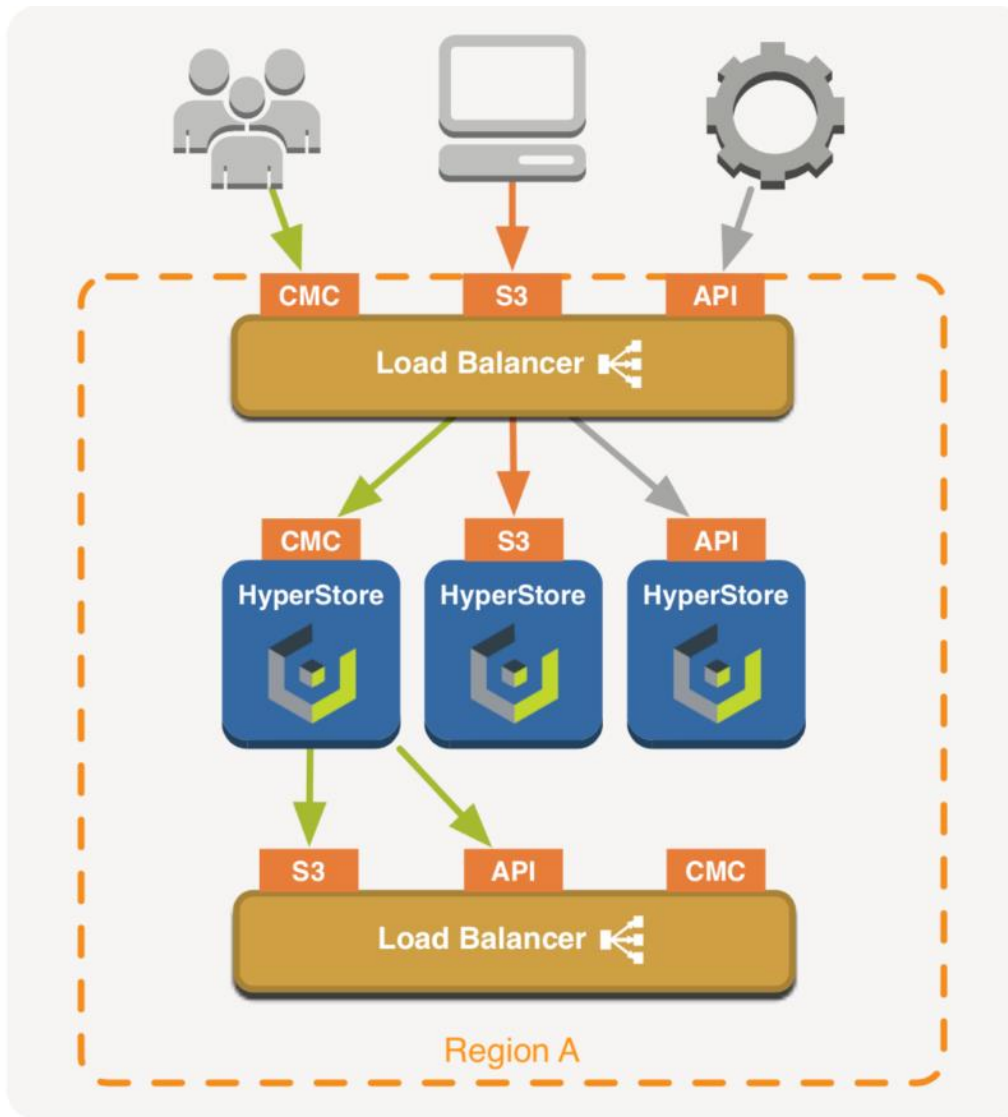 CMC
S3
API
Load Balancer
CMC
S3
API
HyperStore
HyperStore
HyperStore
S3
API
CMC
Load Balancer
Region A